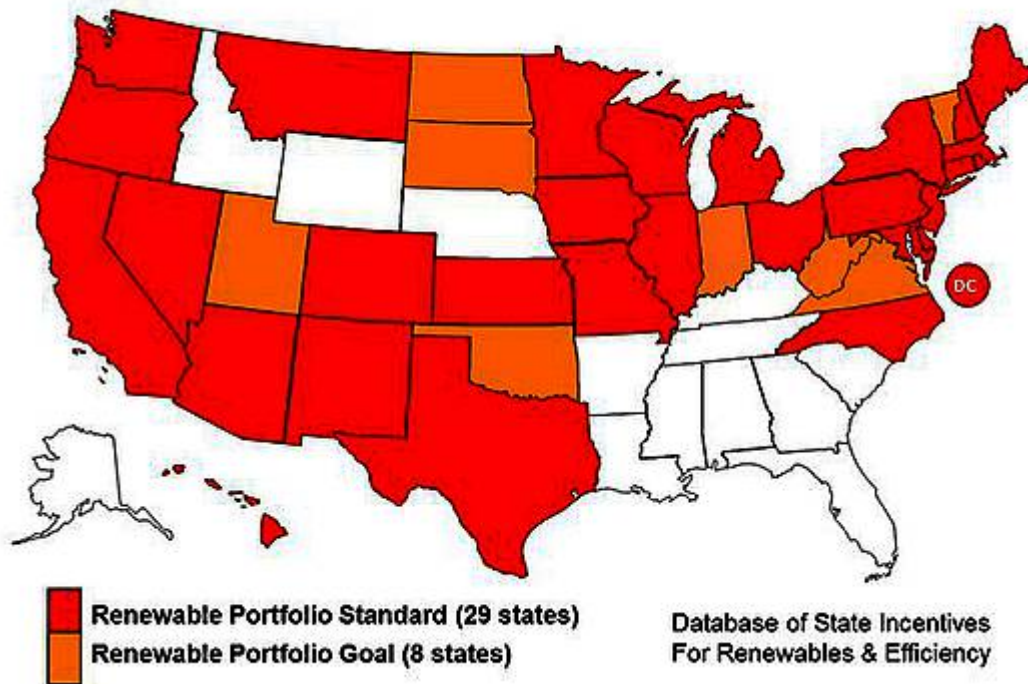 DC
Renewable Portfolio Standard (29 states)
Renewable Portfolio Goal (8 states)
Database of State Incentives
For Renewables & Efficiency